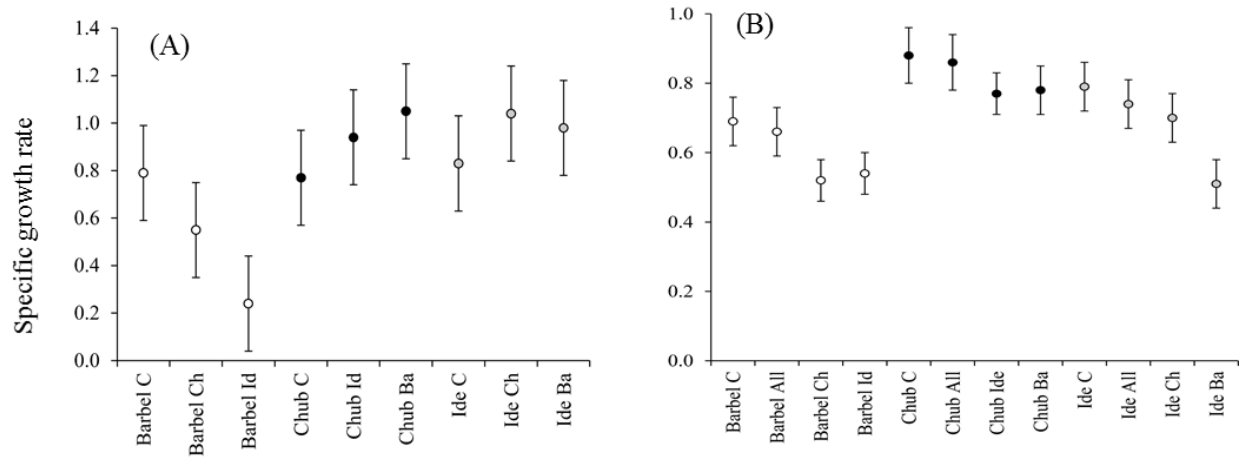 (A)
Specific growth rate
1.4
1.2
1.0
0.8
0.6
0.4
0.2
0.0
Barbel C
Barbel Ch
Barbel Id
Chub C
Chub Id
Chub Ba
Ide C
Ide Ch
Ide Ba
(B)
1.0
0.8
0.6
0.4
0.2
0.0
Barbel C
Barbel All
Barbel Ch
Barbel Id
Chub C
Chub All
Chub Ide
Chub Ba
Ide C
Ide All
Ide Ch
Ide Ba